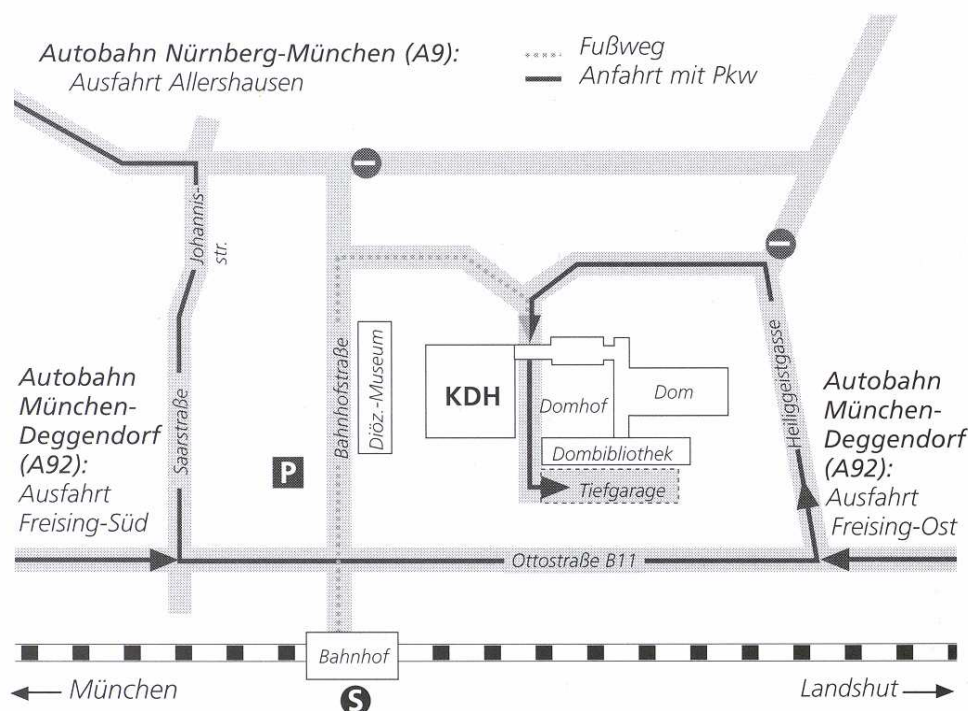 Autobahn Nürnberg-München (A9):
Ausfahrt Allershausen
Fußweg
Anfahrt mit Pkw
Johannis-
str.
Saarstraße
Bahnhofstraße
Diöz.-Museum
KDH
Domhof
Dom
Dombibliothek
Tiefgarage
Heiliggeistgasse
Autobahn
München-
Deggendorf
(A92):
Ausfahrt
Freising-Süd
P
Autobahn
München-
Deggendorf
(A92):
Ausfahrt
Freising-Ost
Ottostraße B11
Bahnhof
München
S
Landshut